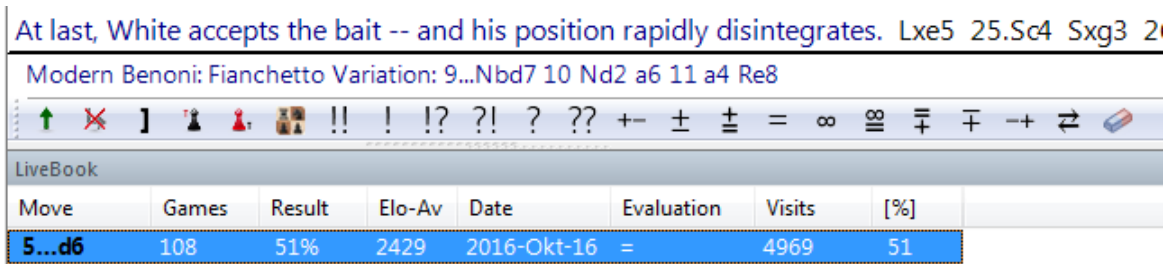 At last, White accepts the bait -- and his position rapidly disintegrates. Lxe5 25.Sc4 Sxg3 2
Modern Benoni: Fianchetto Variation: 9...Nbd7 10 Nd2 a6 11 a4 Re8
] !! ! !? ?! ? ?? +− ± ⩲ = ∞ ⯹ ⩱ ∓ −+ ⇄
LiveBook
Move Games Result Elo-Av Date Evaluation Visits [%]
5...d6 108 51% 2429 2016-Okt-16 = 4969 51